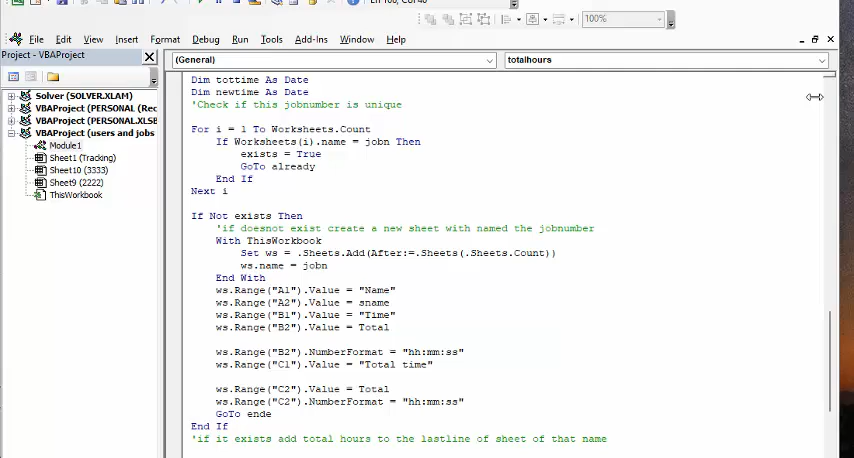 100%
File Edit View Insert Format Debug Run Tools Add-Ins Window Help
Project - VBAProject
(General) totalhours
Solver (SOLVER.XLAM)
VBAProject (PERSONAL (Rec
VBAProject (PERSONAL.XLSB
VBAProject (users and jobs
Module1
Sheet1 (Tracking)
Sheet10 (3333)
Sheet9 (2222)
ThisWorkbook
Dim tottime As Date
Dim newtime As Date
'Check if this jobnumber is unique
For i = 1 To Worksheets.Count
If Worksheets(i).name = jobn Then
exists = True
GoTo already
End If
Next i
If Not exists Then
'if doesnot exist create a new sheet with named the jobnumber
With ThisWorkbook
Set ws = .Sheets.Add(After:=.Sheets(.Sheets.Count))
ws.name = jobn
End With
ws.Range("A1").Value = "Name"
ws.Range("A2").Value = sname
ws.Range("B1").Value = "Time"
ws.Range("B2").Value = Total
ws.Range("B2").NumberFormat = "hh:mm:ss"
ws.Range("C1").Value = "Total time"
ws.Range("C2").Value = Total
ws.Range("C2").NumberFormat = "hh:mm:ss"
GoTo ende
End If
'if it exists add total hours to the lastline of sheet of that name